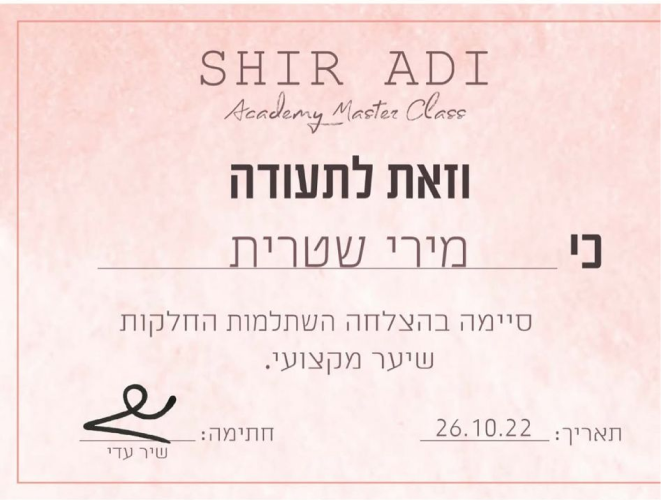 SHIR ADI
Academy Master Class
וזאת לתעודה
כי מירי שטרית
סיימה בהצלחה השתלמות החלקות
שיער מקצועי.
תאריך: 26.10.22 חתימה:
שיר עדי